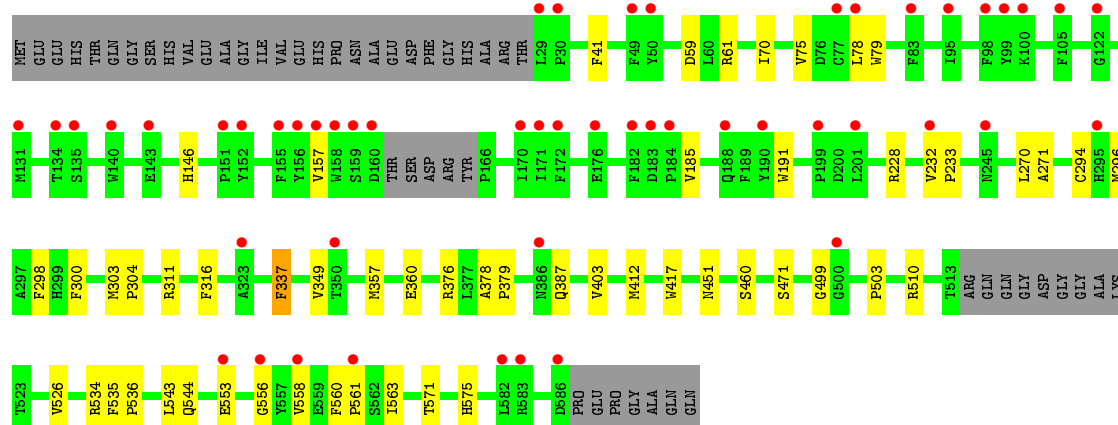 MET GLU GLU HIS THR GLN GLY SER HIS VAL GLU ALA GLY ILE VAL GLU HIS PRO ASN ALA GLU ASP PHE GLY HIS ALA ARG THR L29 P30 F41 F49 Y50 D59 L60 R61 I70 V75 D76 C77 L78 W79 F83 I95 F98 Y99 K100 F105 G122
M131 T134 S135 W140 E143 H146 P151 Y152 F155 Y156 V157 W158 S159 D160 THR SER ASP ARG TYR P166 I170 I171 F172 E176 F182 D183 P184 V185 Q188 F189 Y190 W191 P199 D200 L201 R228 V232 P233 N245 L270 A271 C294 H295 M296
A297 F298 H299 F300 M303 P304 R311 F316 A323 F337 V349 T350 M357 E360 R376 L377 A378 P379 N386 Q387 V403 M412 W417 N451 S460 S471 G499 G500 P503 R510 T513 ARG GLN GLN GLY ASP GLY GLY ALA LYS
T523 V526 R534 F535 P536 L543 Q544 E553 G556 Y557 V558 E559 F560 P561 S562 I563 T571 H575 L582 R583 D586 PRO GLU PRO GLY ALA GLN GLN